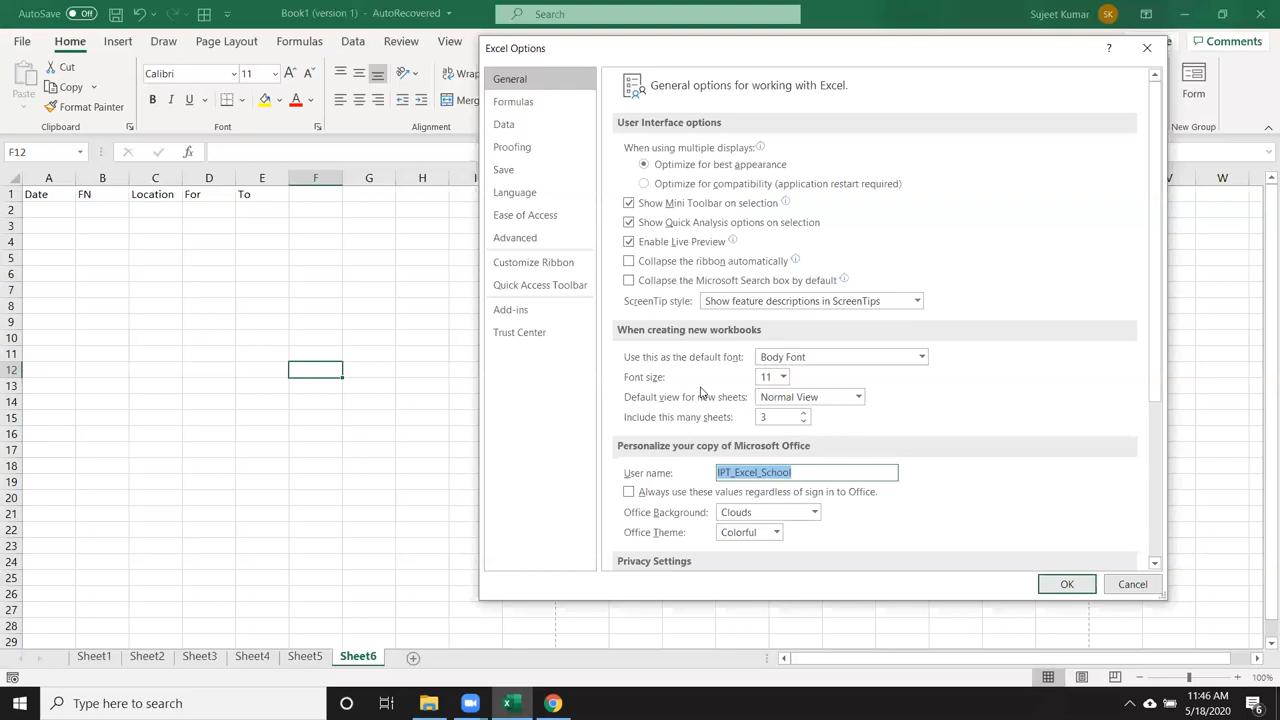 AutoSave Off Book1 (version 1) - AutoRecovered Search Sujeet Kumar SK
File Home Insert Draw Page Layout Formulas Data Review Comments
Cut
Copy
Format Painter
Paste
Clipboard
Calibri 11
B I U
Font
Wrap
Merg
Alignment
Form
New Group
F12 fx
A B C D E F G H V W
1 Date FN Location For To
2
3
4
5
6
7
8
9
10
11
12
13
14
15
16
17
18
19
20
21
22
23
24
25
26
27
28
29
Excel Options ?
General
Formulas
Data
Proofing
Save
Language
Ease of Access
Advanced
Customize Ribbon
Quick Access Toolbar
Add-ins
Trust Center
General options for working with Excel.
User Interface options
When using multiple displays:
Optimize for best appearance
Optimize for compatibility (application restart required)
Show Mini Toolbar on selection
Show Quick Analysis options on selection
Enable Live Preview
Collapse the ribbon automatically
Collapse the Microsoft Search box by default
ScreenTip style: Show feature descriptions in ScreenTips
When creating new workbooks
Use this as the default font: Body Font
Font size: 11
Default view for new sheets: Normal View
Include this many sheets: 3
Personalize your copy of Microsoft Office
User name: IPT_Excel_School
Always use these values regardless of sign in to Office.
Office Background: Clouds
Office Theme: Colorful
Privacy Settings
OK Cancel
Sheet1 Sheet2 Sheet3 Sheet4 Sheet5 Sheet6
100%
Type here to search
11:46 AM
5/18/2020
6